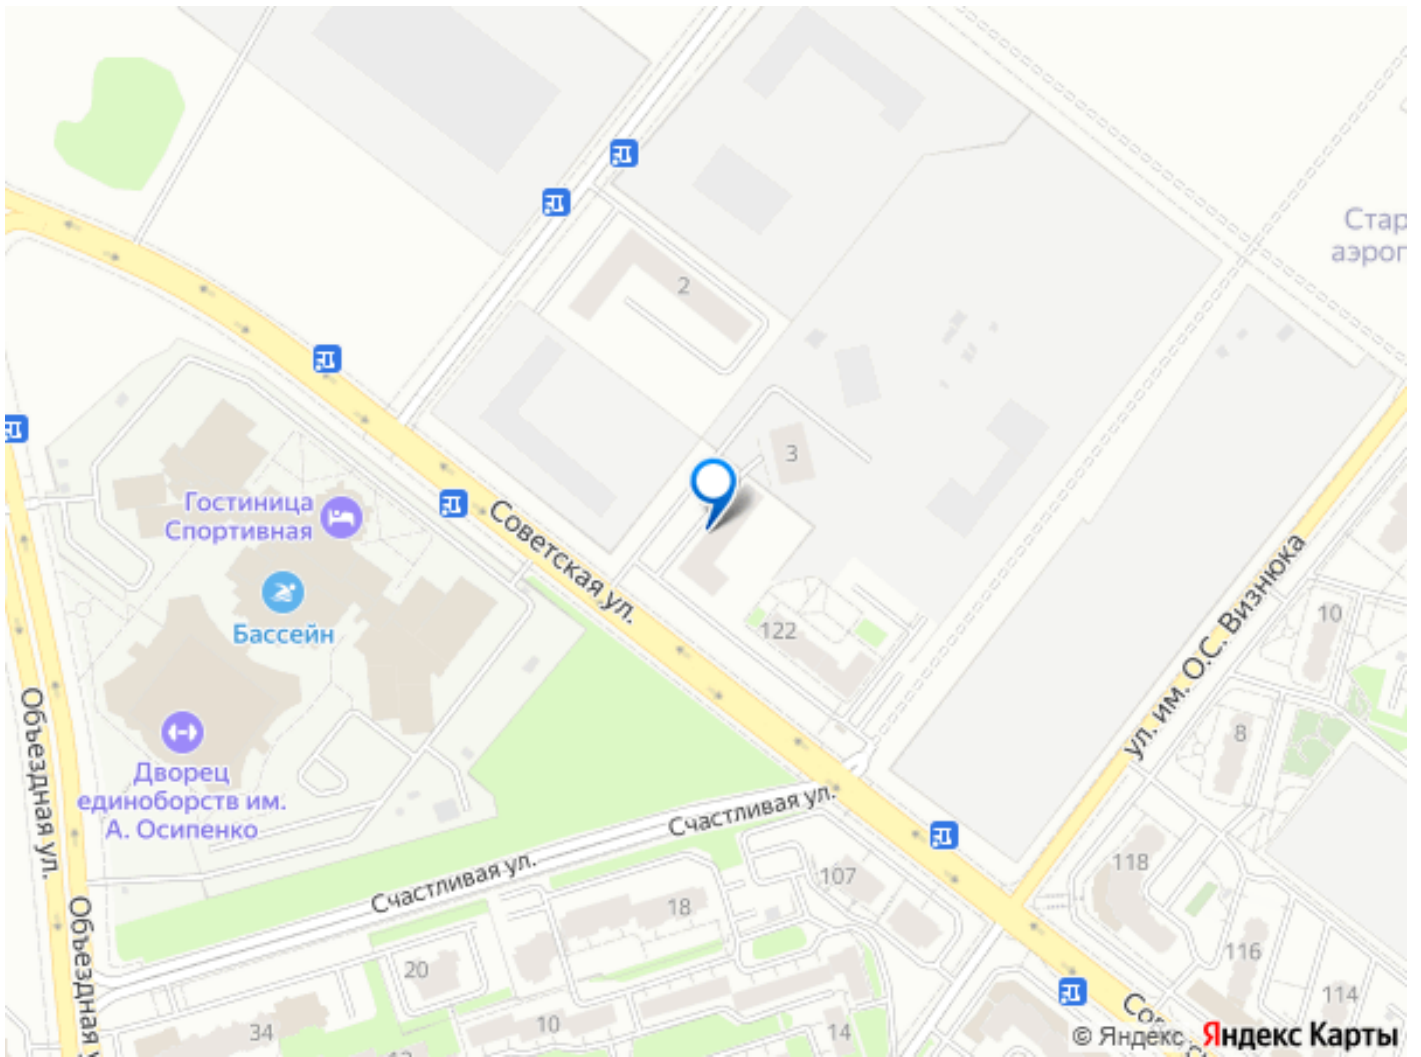 Стар
аэроп
2
3
Гостиница
Спортивная
Советская ул.
Бассейн
122
10
ул. им. О.С. Визнюка
8
Объездная ул.
Дворец
единоборств им.
А. Осипенко
Счастливая ул.
Счастливая ул.
107
118
18
Объездная у
20
116
114
34
10
14
© Яндекс Яндекс Карты